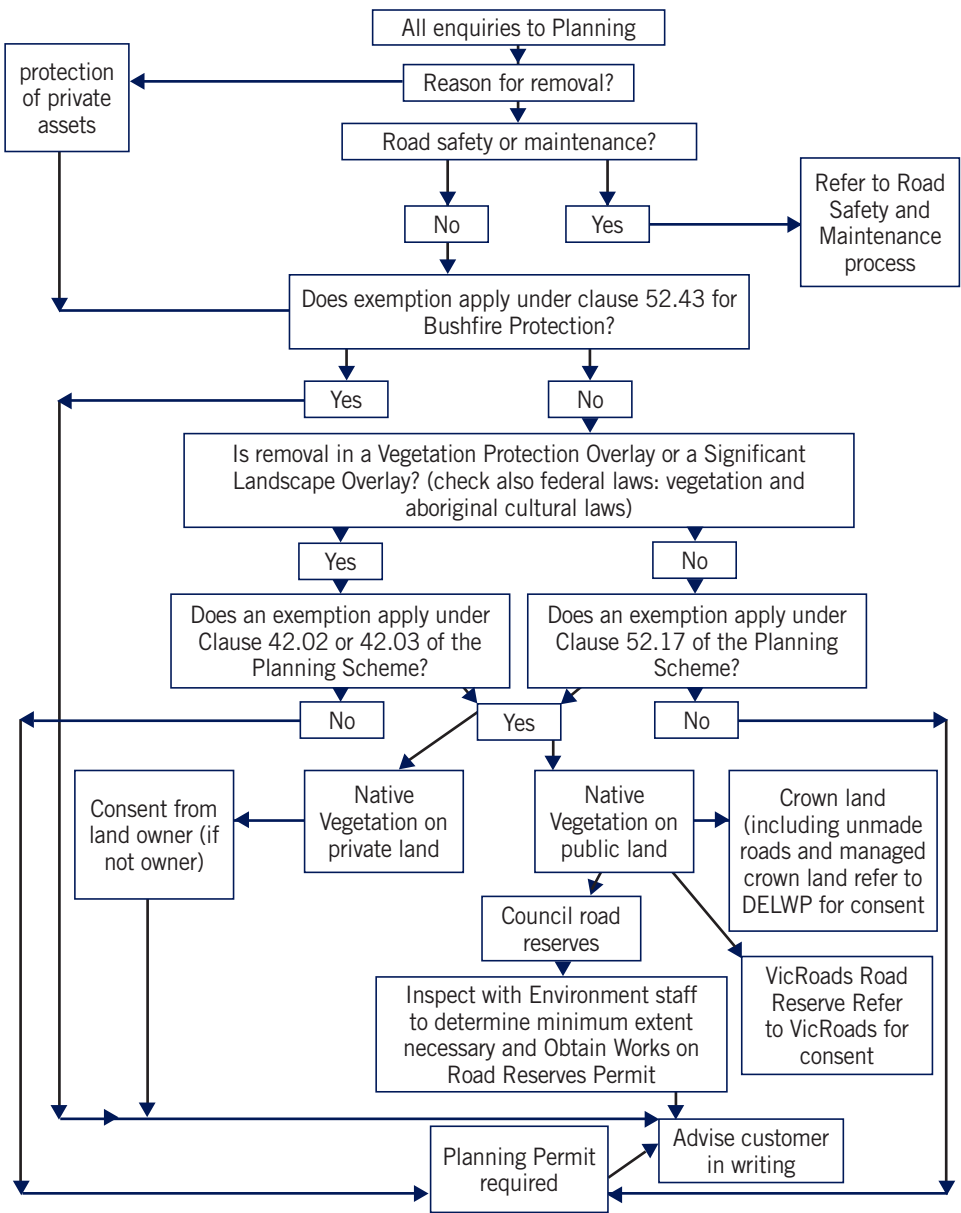 All enquiries to Planning
protection
of private
assets
Reason for removal?
Road safety or maintenance?
No
Yes
Refer to Road
Safety and
Maintenance
process
Does exemption apply under clause 52.43 for
Bushfire Protection?
Yes
No
Is removal in a Vegetation Protection Overlay or a Significant
Landscape Overlay? (check also federal laws: vegetation and
aboriginal cultural laws)
Yes
No
Does an exemption apply under
Clause 42.02 or 42.03 of the
Planning Scheme?
Does an exemption apply under
Clause 52.17 of the Planning
Scheme?
No
Yes
No
Consent from
land owner (if
not owner)
Native
Vegetation on
private land
Native
Vegetation on
public land
Crown land
(including unmade
roads and managed
crown land refer to
DELWP for consent
Council road
reserves
VicRoads Road
Reserve Refer
to VicRoads for
consent
Inspect with Environment staff
to determine minimum extent
necessary and Obtain Works on
Road Reserves Permit
Planning Permit
required
Advise customer
in writing